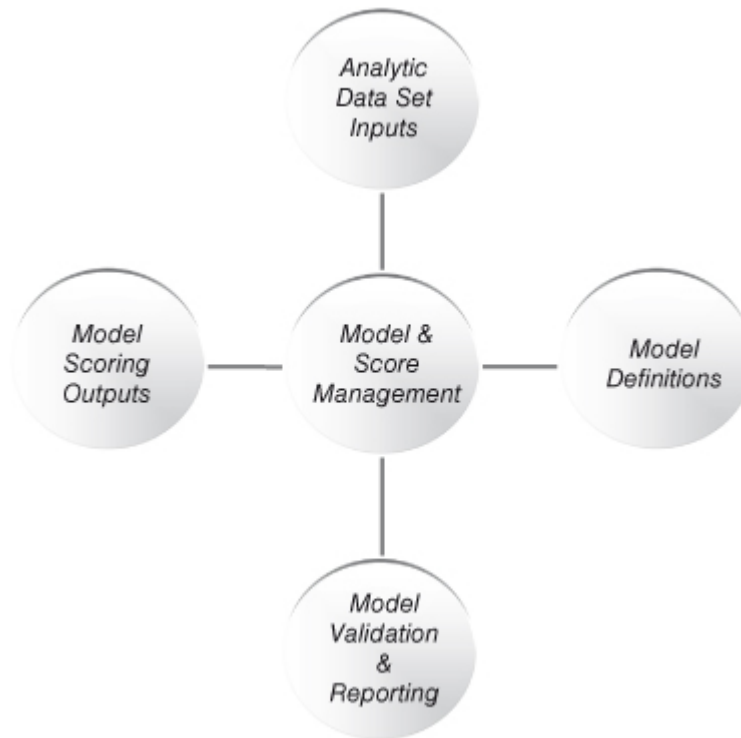 Analytic
Data Set
Inputs
Model
Scoring
Outputs
Model &
Score
Management
Model
Definitions
Model
Validation
&
Reporting